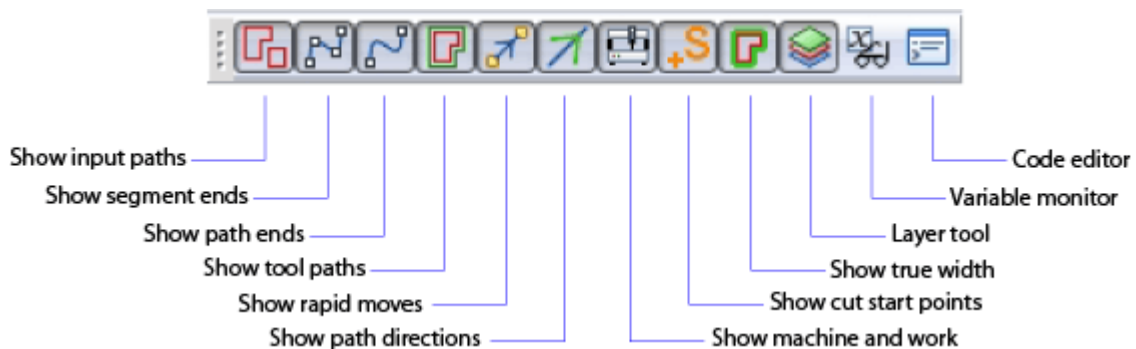 +S
x
Show input paths
Show segment ends
Show path ends
Show tool paths
Show rapid moves
Show path directions
Code editor
Variable monitor
Layer tool
Show true width
Show cut start points
Show machine and work